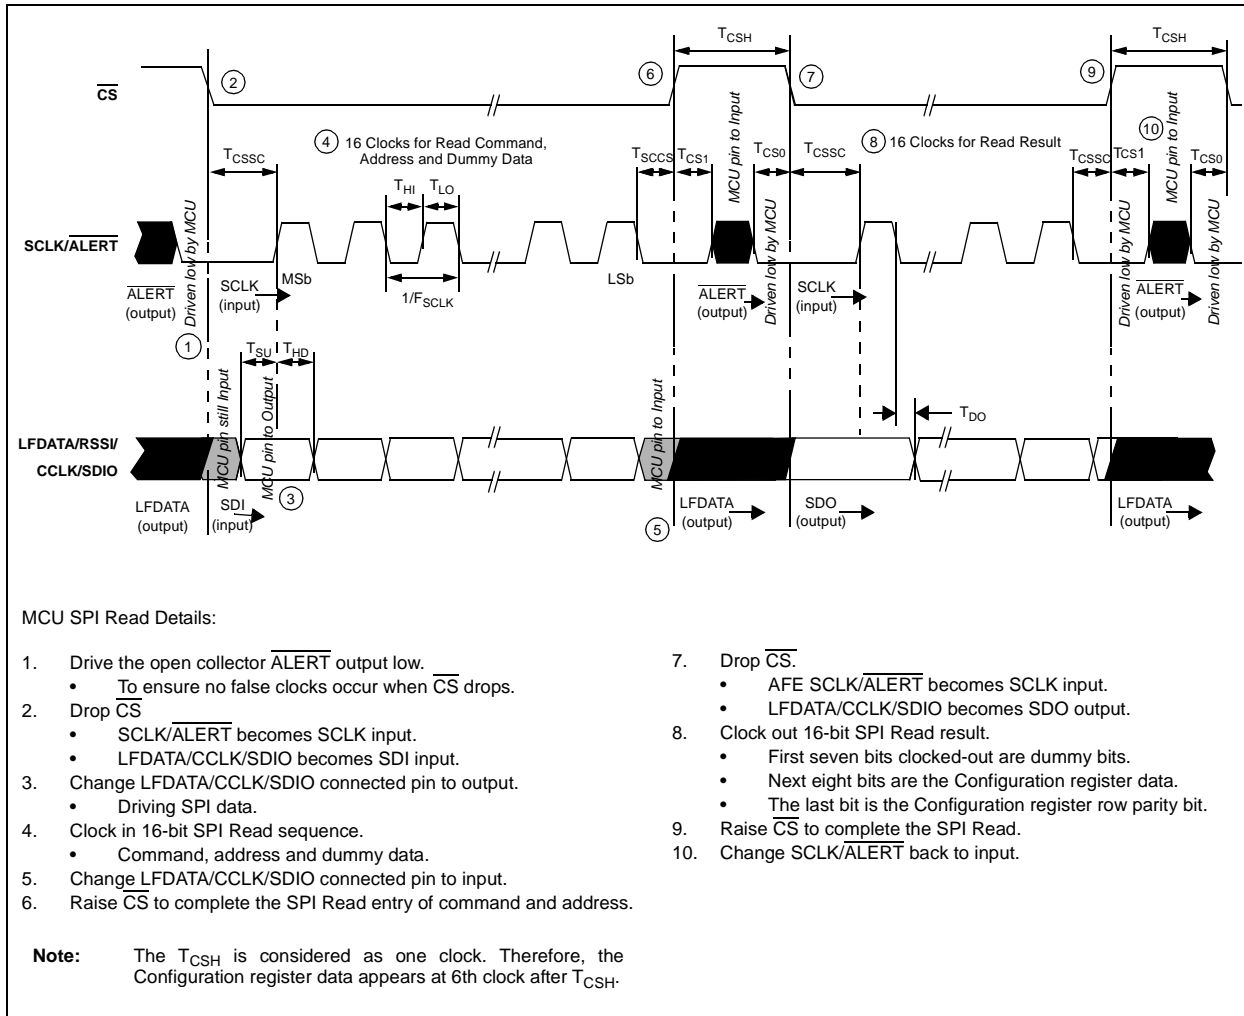 T_CSH
T_CSH
CS
2
6
7
9
4 16 Clocks for Read Command,
Address and Dummy Data
8 16 Clocks for Read Result
10
MCU pin to Input
MCU pin to Input
T_CSSC
T_HI
T_LO
T_SCCS
T_CS1
T_CS0
T_CSSC
T_CSSC
T_CS1
T_CS0
SCLK/ALERT
Driven low by MCU
MSb
LSb
Driven low by MCU
Driven low by MCU
Driven low by MCU
ALERT
(output)
SCLK
(input)
1/F_SCLK
ALERT
(output)
SCLK
(input)
ALERT
(output)
1
T_SU
T_HD
MCU pin still Input
MCU pin to Output
MCU pin to Input
T_DO
LFDATA/RSSI/
CCLK/SDIO
3
5
LFDATA
(output)
SDI
(input)
LFDATA
(output)
SDO
(output)
LFDATA
(output)
MCU SPI Read Details:
1. Drive the open collector ALERT output low.
• To ensure no false clocks occur when CS drops.
2. Drop CS
• SCLK/ALERT becomes SCLK input.
• LFDATA/CCLK/SDIO becomes SDI input.
3. Change LFDATA/CCLK/SDIO connected pin to output.
• Driving SPI data.
4. Clock in 16-bit SPI Read sequence.
• Command, address and dummy data.
5. Change LFDATA/CCLK/SDIO connected pin to input.
6. Raise CS to complete the SPI Read entry of command and address.
7. Drop CS.
• AFE SCLK/ALERT becomes SCLK input.
• LFDATA/CCLK/SDIO becomes SDO output.
8. Clock out 16-bit SPI Read result.
• First seven bits clocked-out are dummy bits.
• Next eight bits are the Configuration register data.
• The last bit is the Configuration register row parity bit.
9. Raise CS to complete the SPI Read.
10. Change SCLK/ALERT back to input.
Note: The T_CSH is considered as one clock. Therefore, the
Configuration register data appears at 6th clock after T_CSH.